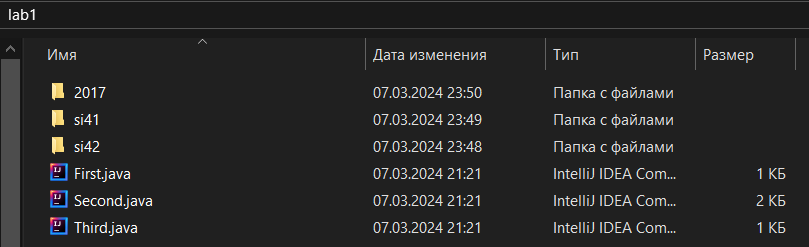 lab1
Имя Дата изменения Тип Размер
2017 07.03.2024 23:50 Папка с файлами
si41 07.03.2024 23:49 Папка с файлами
si42 07.03.2024 23:48 Папка с файлами
First.java 07.03.2024 21:21 IntelliJ IDEA Com... 1 КБ
Second.java 07.03.2024 21:21 IntelliJ IDEA Com... 2 КБ
Third.java 07.03.2024 21:21 IntelliJ IDEA Com... 1 КБ